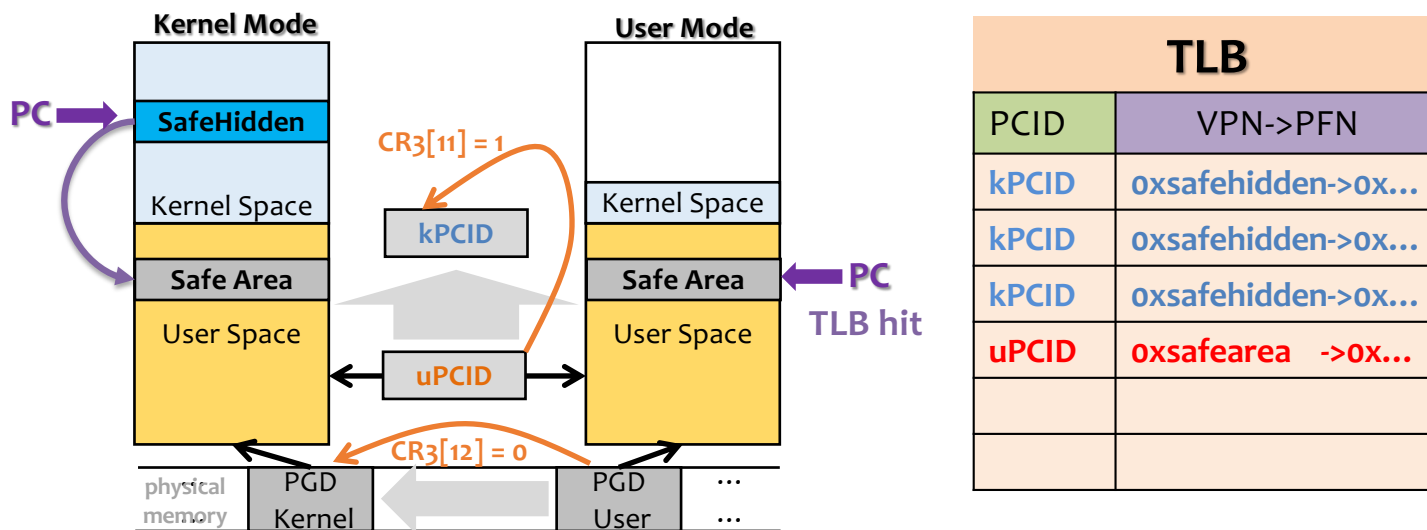 Kernel Mode
PC
SafeHidden
Kernel Space
Safe Area
User Space
CR3[11] = 1
kPCID
uPCID
CR3[12] = 0
User Mode
Kernel Space
Safe Area
User Space
PC
TLB hit
physical
memory
...
...
PGD
Kernel
PGD
User
...
...
TLB
PCID VPN->PFN
kPCID 0xsafehidden->0x...
kPCID 0xsafehidden->0x...
kPCID 0xsafehidden->0x...
uPCID 0xsafearea ->0x...